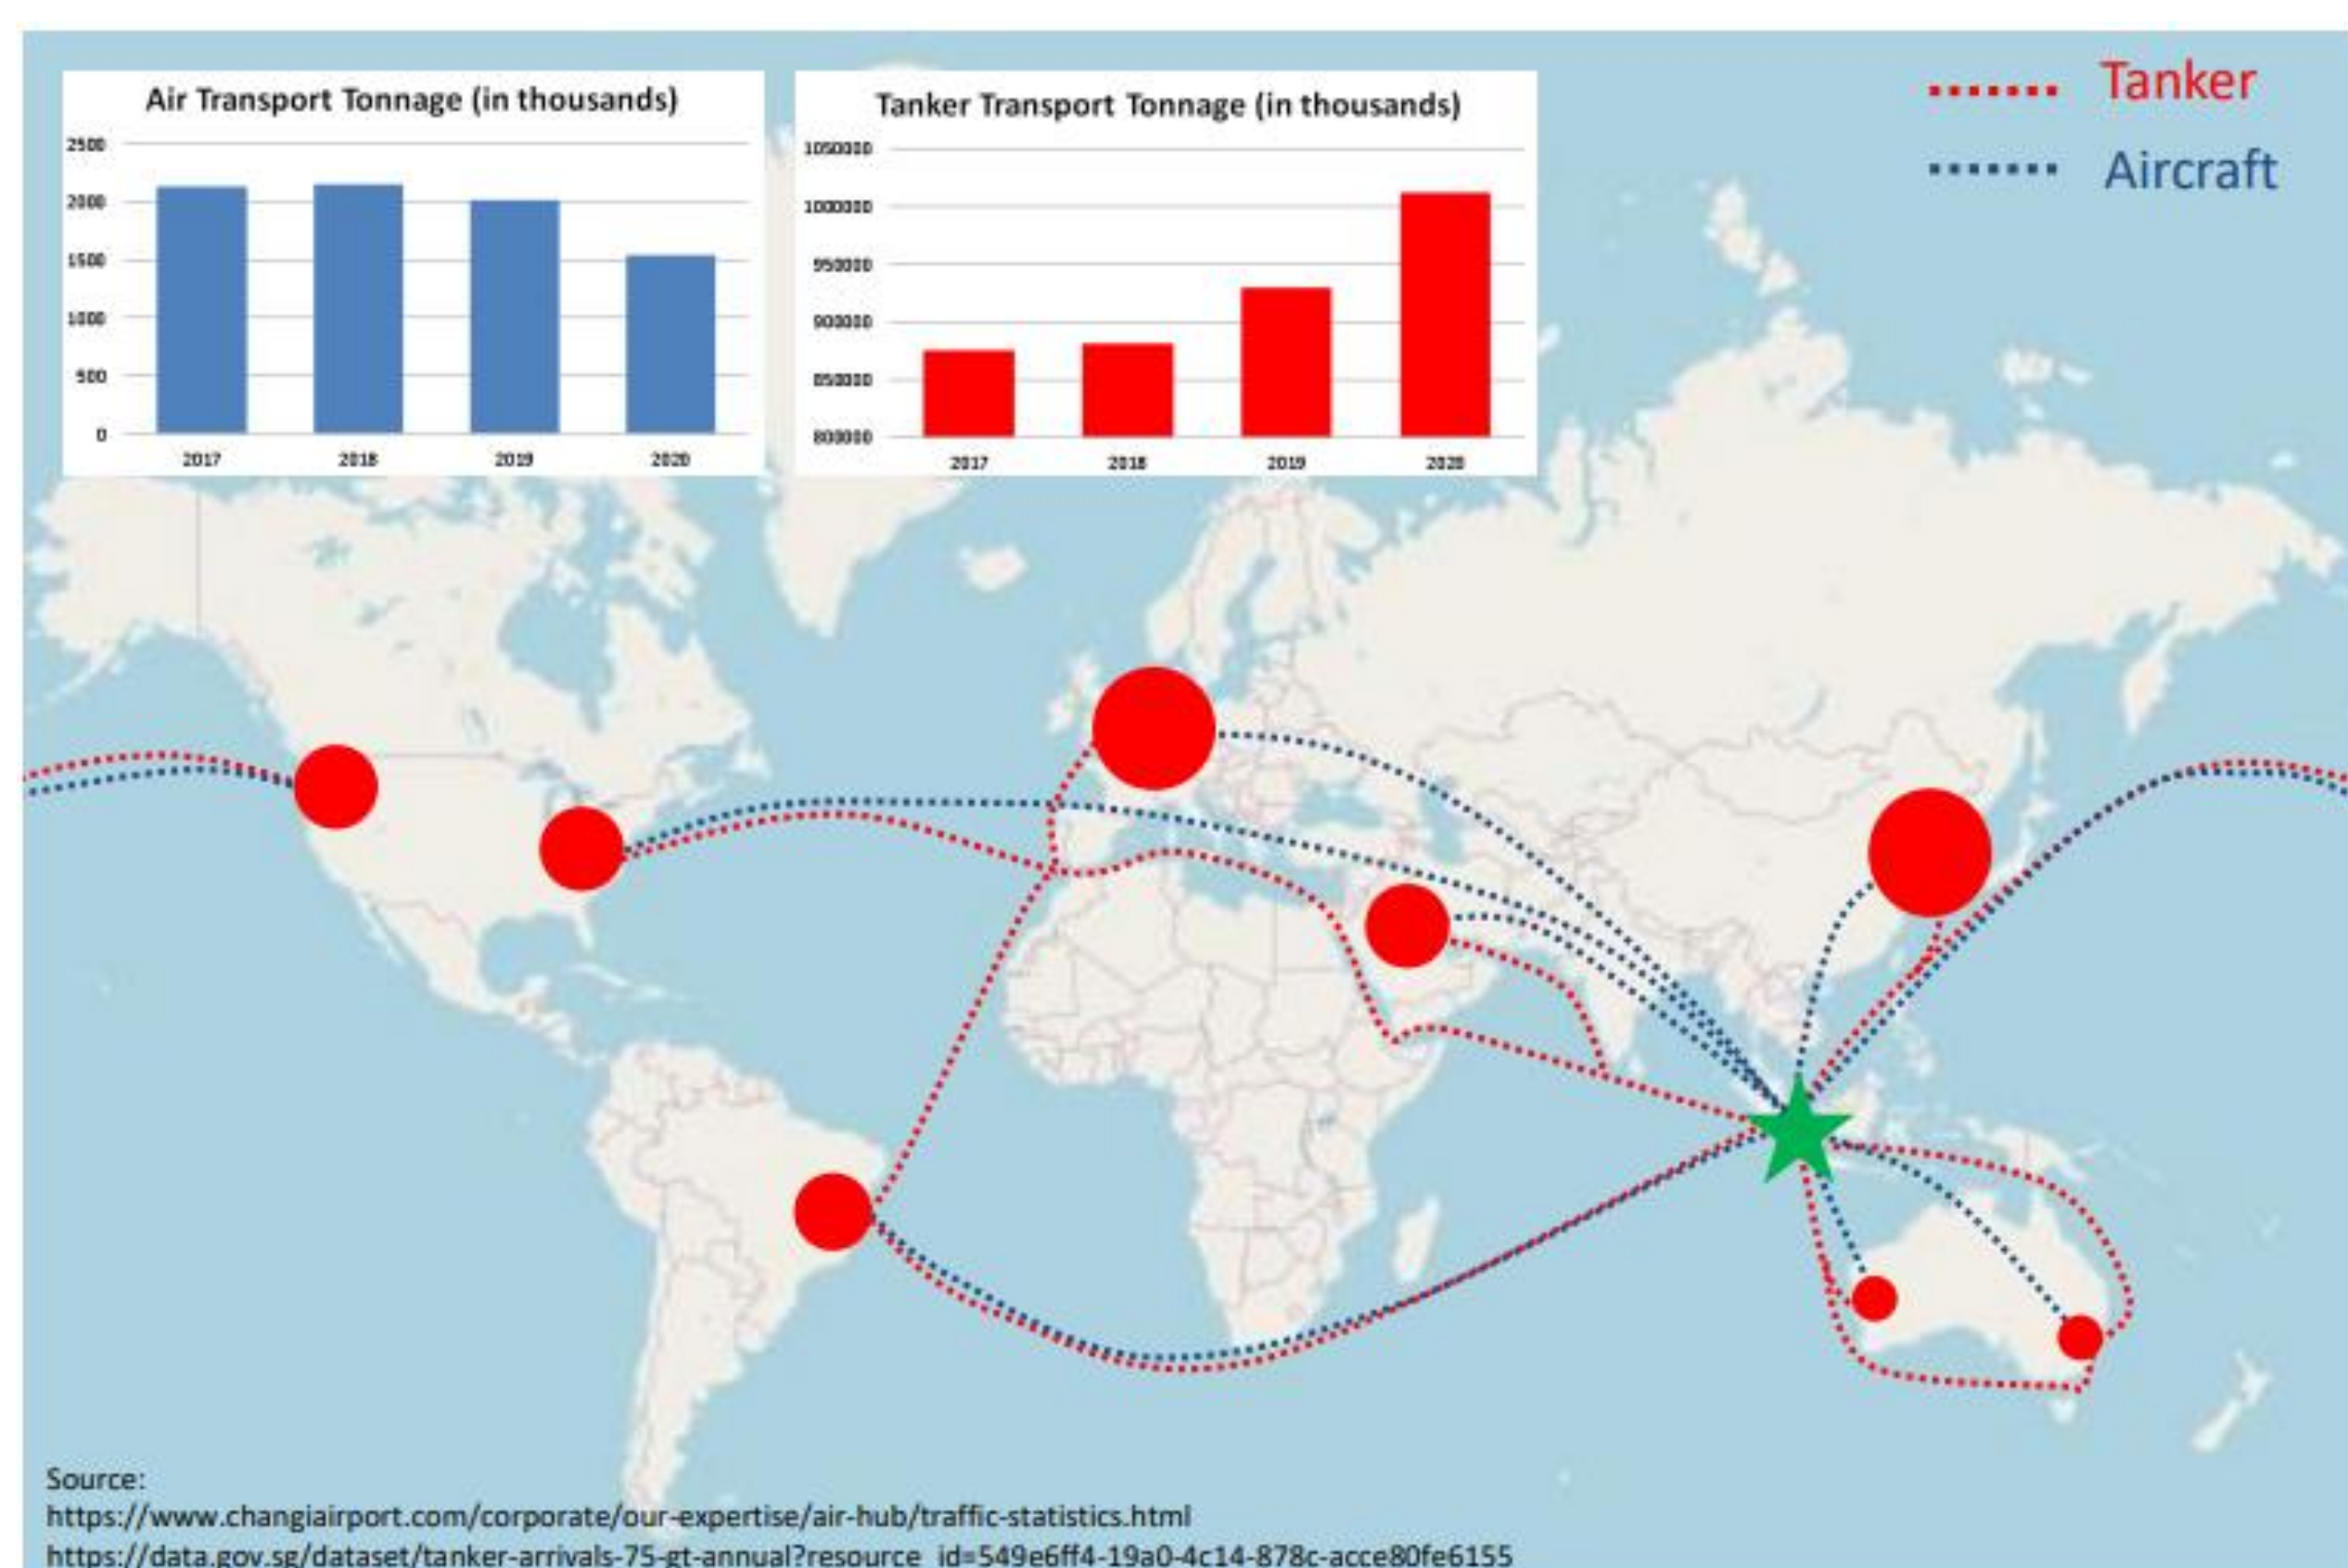 Air Transport Tonnage (in thousands)
2500
2000
1500
1000
500
0
2017 2018 2019 2020
Tanker Transport Tonnage (in thousands)
1050000
1000000
950000
900000
850000
800000
2017 2018 2019 2020
Tanker
Aircraft
Source:
https://www.changiairport.com/corporate/our-expertise/air-hub/traffic-statistics.html
https://data.gov.sg/dataset/tanker-arrivals-75-gt-annual?resource_id=549e6ff4-19a0-4c14-878c-acce80fe6155